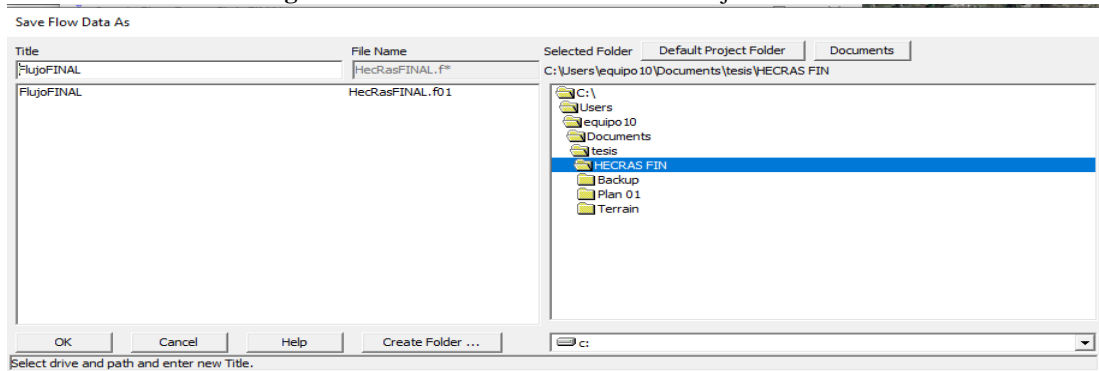 Save Flow Data As
Title File Name Selected Folder Default Project Folder Documents
FlujoFINAL HecRasFINAL.f* C:\Users\equipo10\Documents\tesis\HECRAS FIN
FlujoFINAL HecRasFINAL.f01
C:\
Users
equipo10
Documents
tesis
HECRAS FIN
Backup
Plan 01
Terrain
OK Cancel Help Create Folder ... c:
Select drive and path and enter new Title.